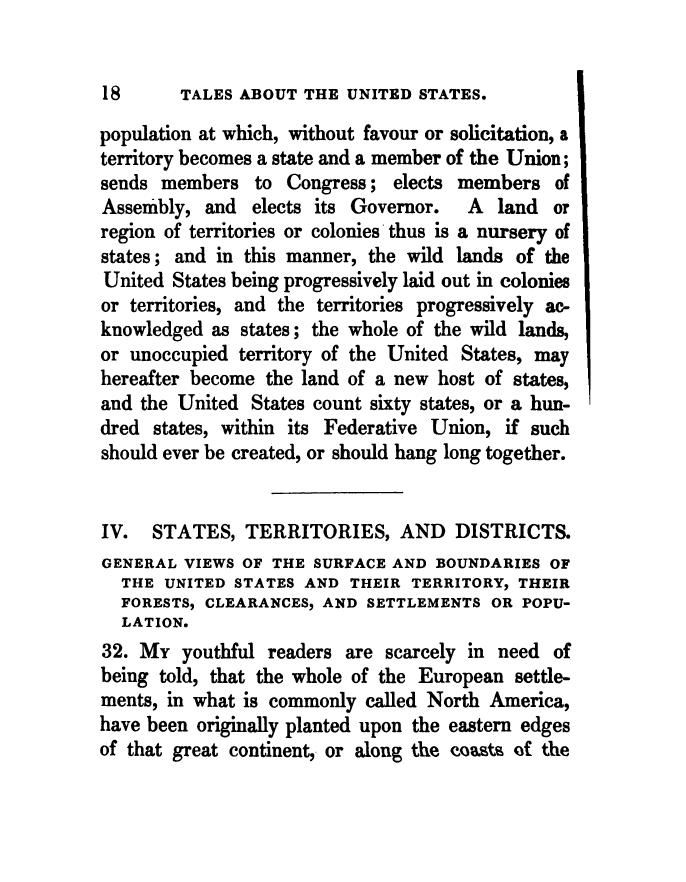 18 TALES ABOUT THE UNITED STATES.
population at which, without favour or solicitation, a
territory becomes a state and a member of the Union;
sends members to Congress; elects members of
Assembly, and elects its Governor. A land or
region of territories or colonies thus is a nursery of
states; and in this manner, the wild lands of the
United States being progressively laid out in colonies
or territories, and the territories progressively ac-
knowledged as states; the whole of the wild lands,
or unoccupied territory of the United States, may
hereafter become the land of a new host of states,
and the United States count sixty states, or a hun-
dred states, within its Federative Union, if such
should ever be created, or should hang long together.
IV. STATES, TERRITORIES, AND DISTRICTS.
GENERAL VIEWS OF THE SURFACE AND BOUNDARIES OF
THE UNITED STATES AND THEIR TERRITORY, THEIR
FORESTS, CLEARANCES, AND SETTLEMENTS OR POPU-
LATION.
32. MY youthful readers are scarcely in need of
being told, that the whole of the European settle-
ments, in what is commonly called North America,
have been originally planted upon the eastern edges
of that great continent, or along the coasts of the